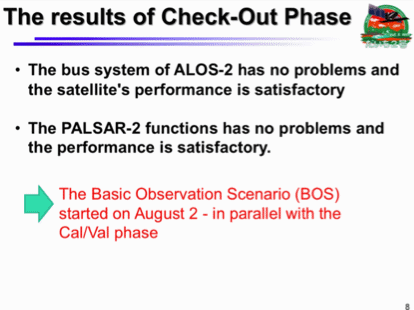 The results of Check-Out Phase
• The bus system of ALOS-2 has no problems and
the satellite's performance is satisfactory
• The PALSAR-2 functions has no problems and
the performance is satisfactory.
The Basic Observation Scenario (BOS)
started on August 2 - in parallel with the
Cal/Val phase
8